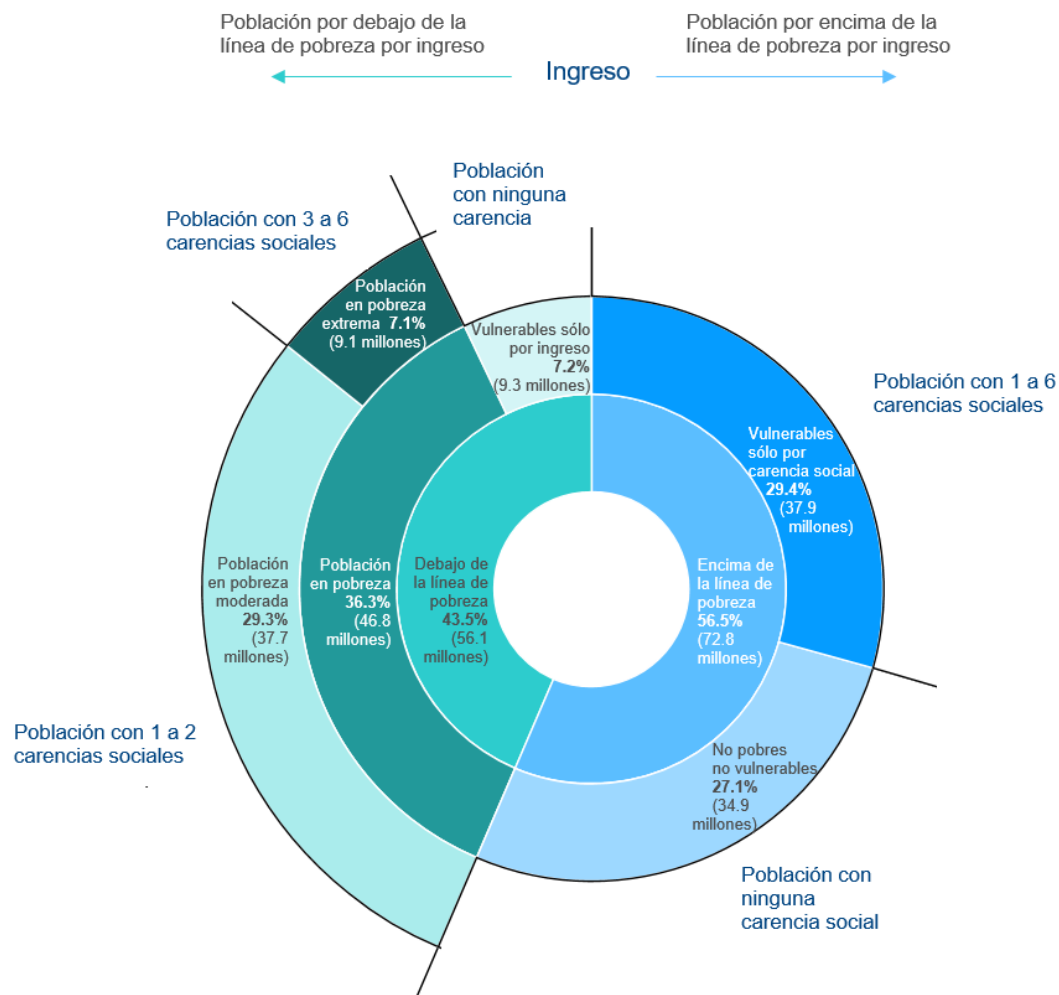 Población por debajo de la
línea de pobreza por ingreso
Ingreso
Población por encima de la
línea de pobreza por ingreso
Población
con ninguna
carencia
Población con 3 a 6
carencias sociales
Población
en pobreza
extrema 7.1%
(9.1 millones)
Vulnerables sólo
por ingreso
7.2%
(9.3 millones)
Población con 1 a 6
carencias sociales
Vulnerables
sólo por
carencia social
29.4%
(37.9
millones)
Población
en pobreza
moderada
29.3%
(37.7
millones)
Población
en pobreza
36.3%
(46.8
millones)
Debajo de
la línea de
pobreza
43.5%
(56.1
millones)
Encima de
la línea de
pobreza
56.5%
(72.8
millones)
Población con 1 a 2
carencias sociales
.
No pobres
no vulnerables
27.1%
(34.9
millones)
Población con
ninguna
carencia social